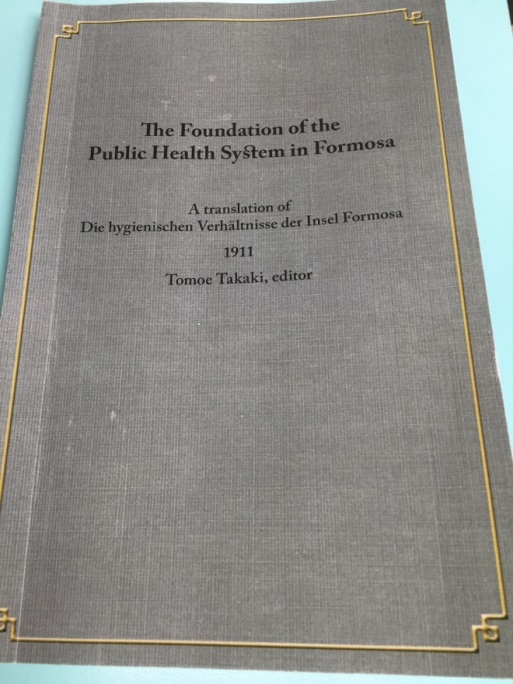 The Foundation of the
Public Health System in Formosa
A translation of
Die hygienischen Verhältnisse der Insel Formosa
1911
Tomoe Takaki, editor